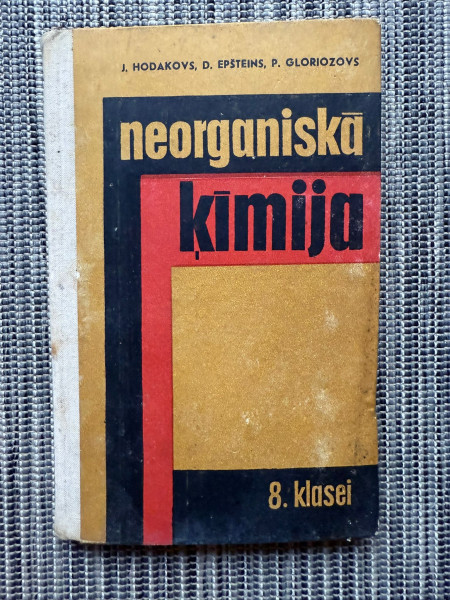 J. HODAKOVS, D. EPŠTEINS, P. GLORIOZOVS
neorganiskā
ķīmija
8. klasei